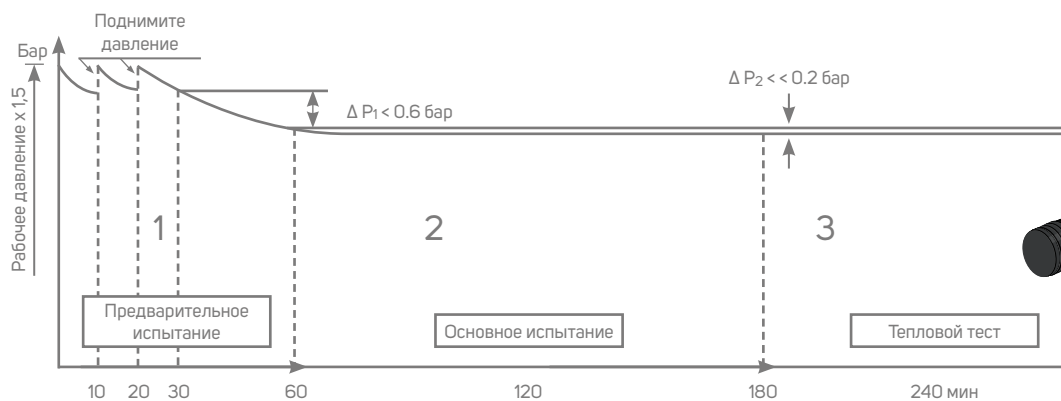 Поднимите
давление
Бар
Рабочее давление x 1,5
Δ P1 < 0.6 бар
Δ P2 < < 0.2 бар
1
2
3
Предварительное
испытание
Основное испытание
Тепловой тест
10 20 30 60 120 180 240 мин